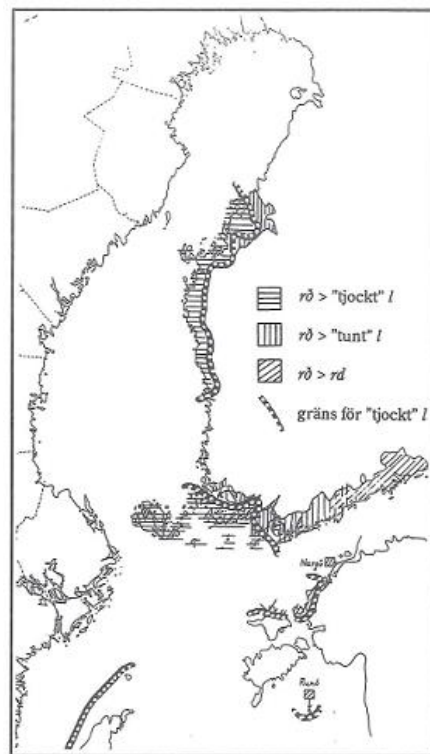 rð > "tjockt" l
rð > "tunt" l
rð > rd
gräns för "tjockt" l
Nargö
Runö